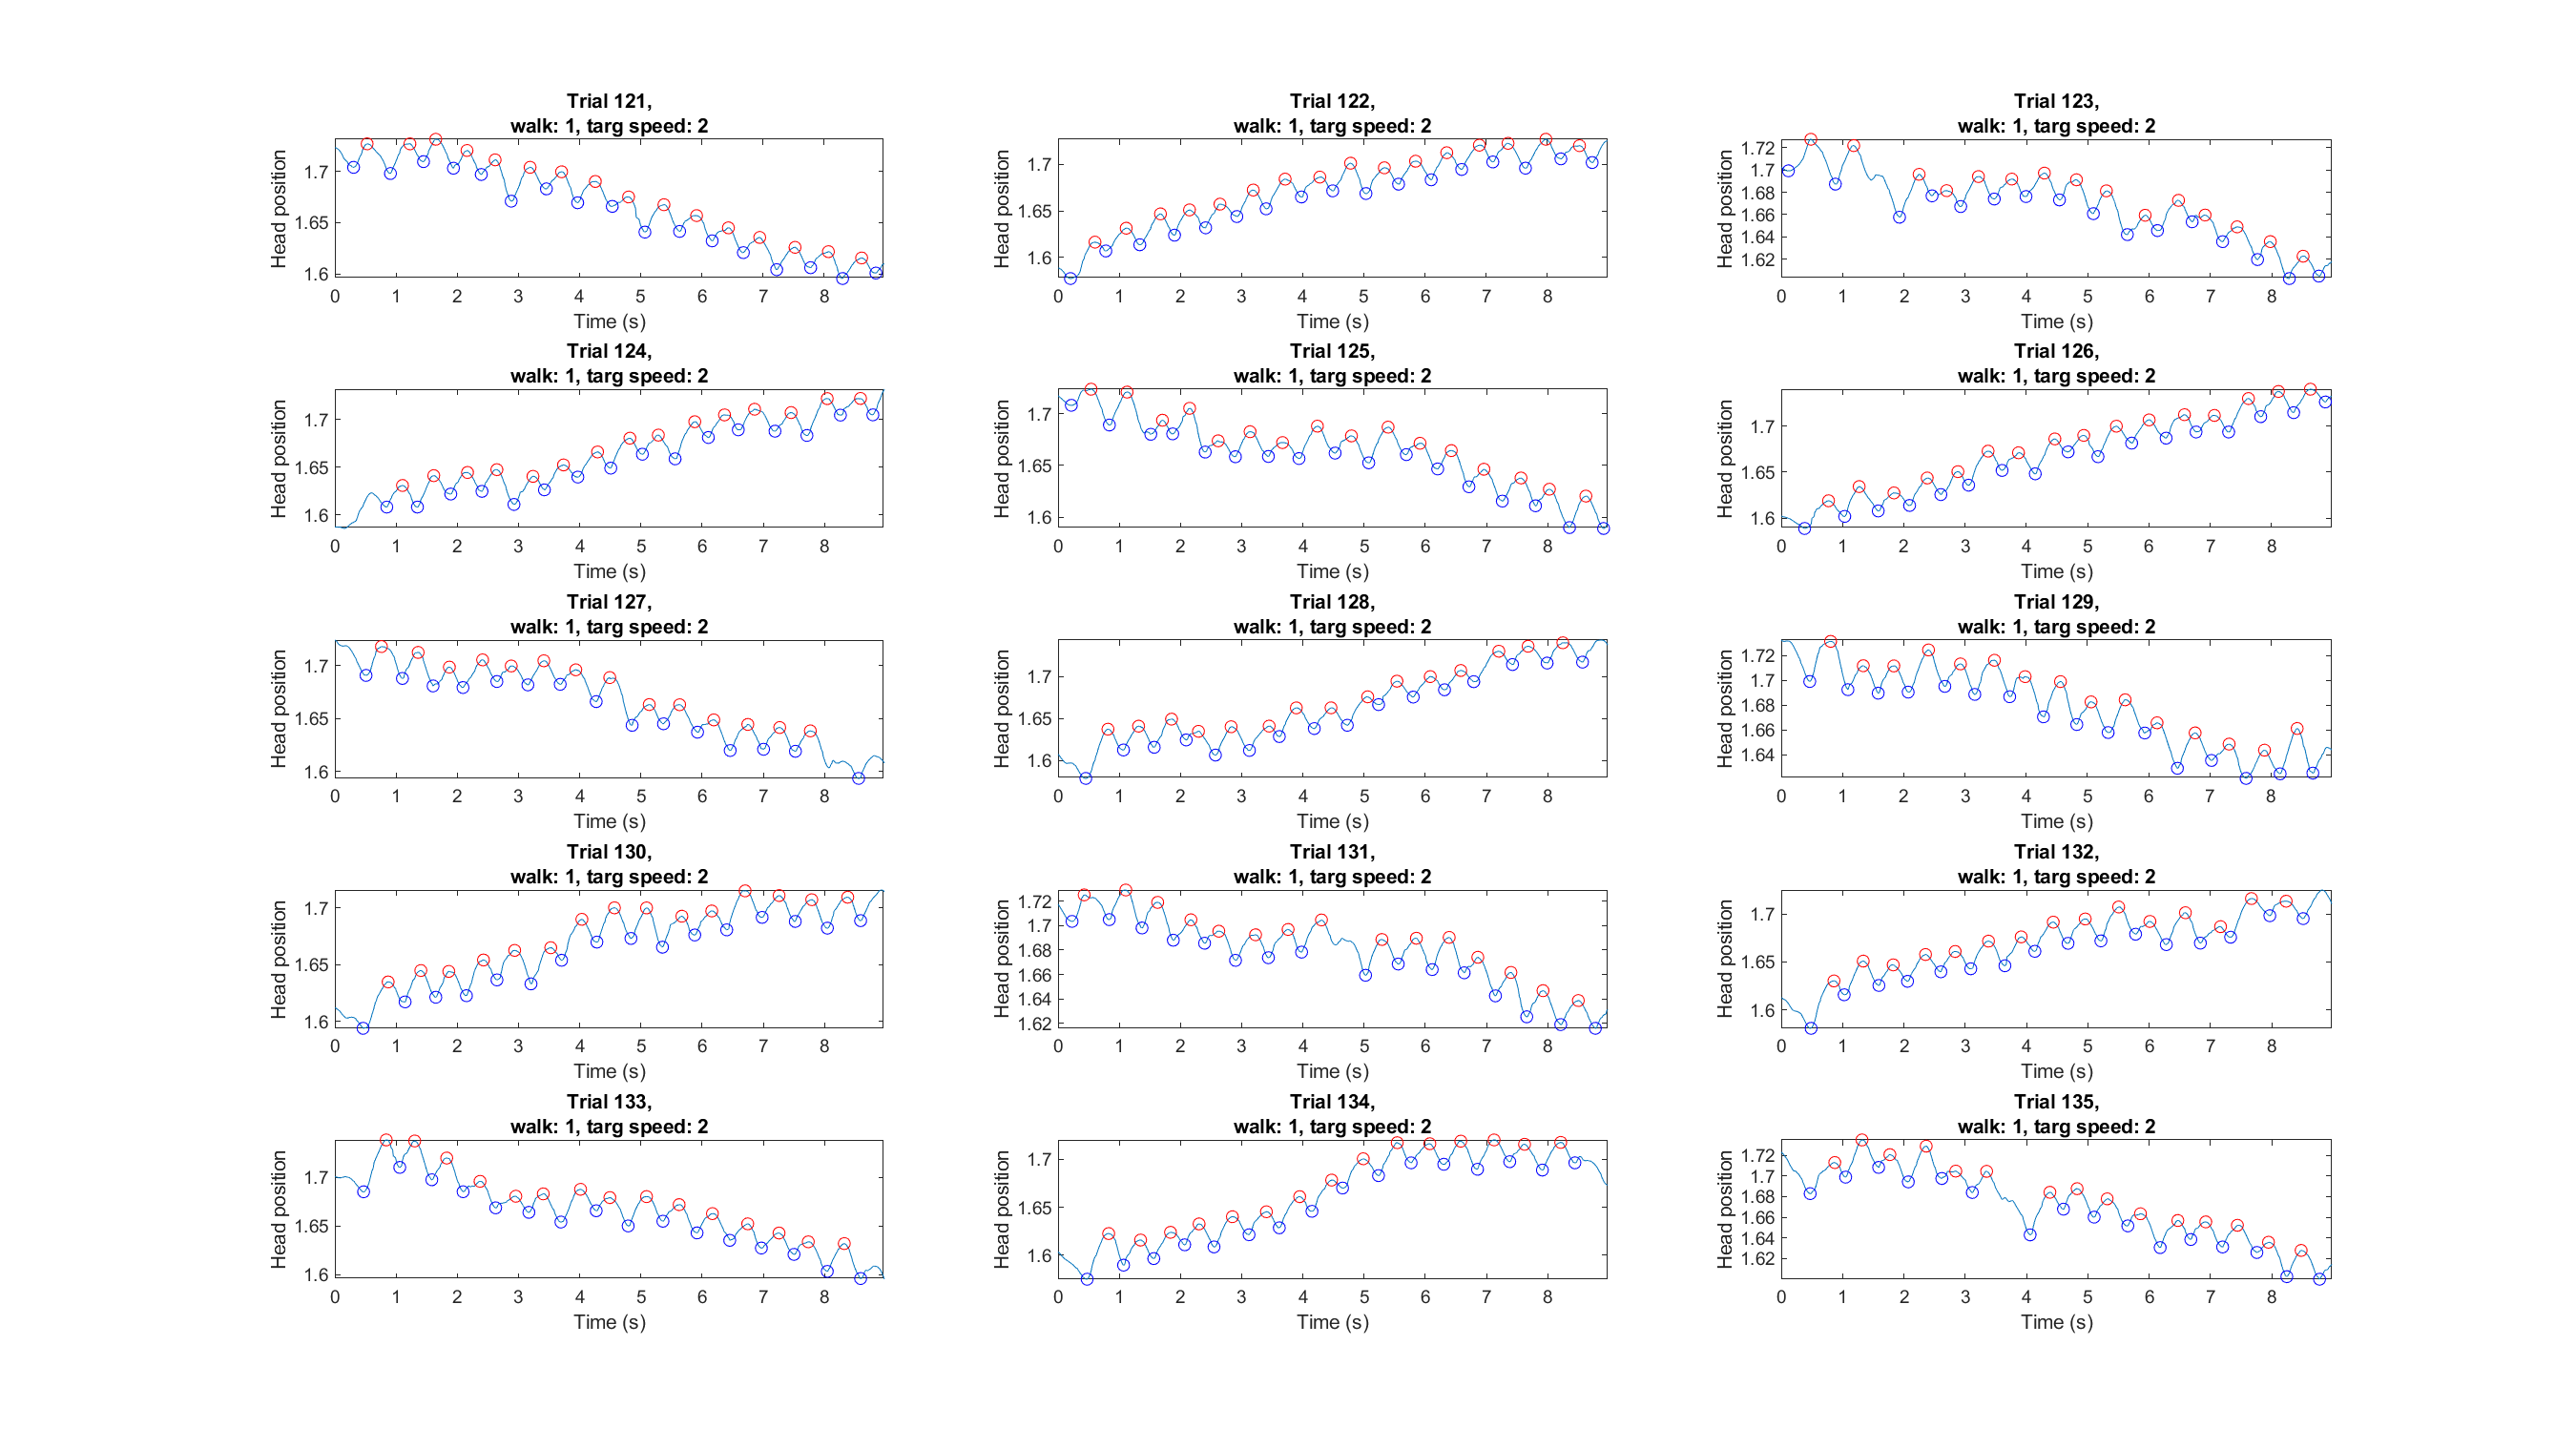 Trial 121,
walk: 1, targ speed: 2
Head position
1.7
1.65
1.6
0 1 2 3 4 5 6 7 8
Time (s)
Trial 122,
walk: 1, targ speed: 2
Head position
1.7
1.65
1.6
0 1 2 3 4 5 6 7 8
Time (s)
Trial 123,
walk: 1, targ speed: 2
Head position
1.72
1.7
1.68
1.66
1.64
1.62
0 1 2 3 4 5 6 7 8
Time (s)
Trial 124,
walk: 1, targ speed: 2
Head position
1.7
1.65
1.6
0 1 2 3 4 5 6 7 8
Time (s)
Trial 125,
walk: 1, targ speed: 2
Head position
1.7
1.65
1.6
0 1 2 3 4 5 6 7 8
Time (s)
Trial 126,
walk: 1, targ speed: 2
Head position
1.7
1.65
1.6
0 1 2 3 4 5 6 7 8
Time (s)
Trial 127,
walk: 1, targ speed: 2
Head position
1.7
1.65
1.6
0 1 2 3 4 5 6 7 8
Time (s)
Trial 128,
walk: 1, targ speed: 2
Head position
1.7
1.65
1.6
0 1 2 3 4 5 6 7 8
Time (s)
Trial 129,
walk: 1, targ speed: 2
Head position
1.72
1.7
1.68
1.66
1.64
0 1 2 3 4 5 6 7 8
Time (s)
Trial 130,
walk: 1, targ speed: 2
Head position
1.7
1.65
1.6
0 1 2 3 4 5 6 7 8
Time (s)
Trial 131,
walk: 1, targ speed: 2
Head position
1.72
1.7
1.68
1.66
1.64
1.62
0 1 2 3 4 5 6 7 8
Time (s)
Trial 132,
walk: 1, targ speed: 2
Head position
1.7
1.65
1.6
0 1 2 3 4 5 6 7 8
Time (s)
Trial 133,
walk: 1, targ speed: 2
Head position
1.7
1.65
1.6
0 1 2 3 4 5 6 7 8
Time (s)
Trial 134,
walk: 1, targ speed: 2
Head position
1.7
1.65
1.6
0 1 2 3 4 5 6 7 8
Time (s)
Trial 135,
walk: 1, targ speed: 2
Head position
1.72
1.7
1.68
1.66
1.64
1.62
0 1 2 3 4 5 6 7 8
Time (s)